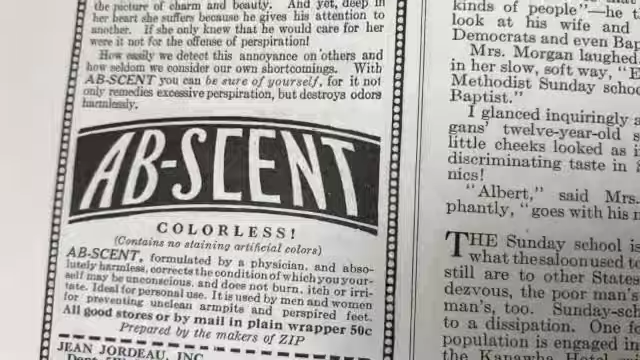 the picture of charm and beauty. And yet, deep in
her heart she suffers because he gives his attention to
another. If she only knew that he would care for her
were it not for the offense of perspiration!
How easily we detect this annoyance on others and
how seldom we consider our own shortcomings. With
AB-SCENT you can be sure of yourself, for it not
only remedies excessive perspiration, but destroys odors
harmlessly.
AB-SCENT
COLORLESS!
(Contains no staining artificial colors)
AB-SCENT, formulated by a physician, and abso-
lutely harmless, corrects the condition of which you your-
self may be unconscious, and does not burn, itch or irri-
tate. Ideal for personal use. It is used by men and women
for preventing unclean armpits and perspired feet.
All good stores or by mail in plain wrapper 50c
Prepared by the makers of ZIP
JEAN JORDEAU, INC.
kinds of people"—he t
look at his wife and
Democrats and even Bap
Mrs. Morgan laughed.
in her slow, soft way, "
Methodist Sunday schoo
Baptist."
I glanced inquiringly a
gans' twelve-year-old s
little cheeks looked as i
discriminating taste in
nics!
"Albert," said Mrs.
phantly, "goes with his
THE Sunday school is
what the saloon used to
still are to other States
dezvous, the poor man's
man's, too. Sunday-sch
to a dissipation. One
population is engaged in
the Kanawha Hotel